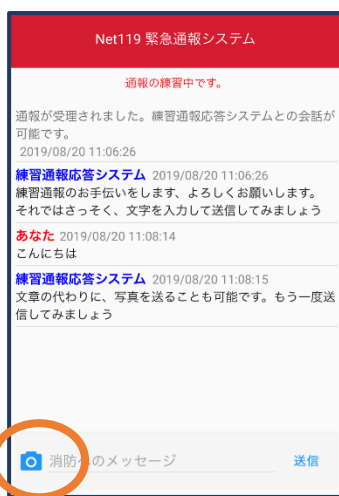 Net119 緊急通報システム
通報の練習中です。
通報が受理されました。練習通報応答システムとの会話が
可能です。
2019/08/20 11:06:26
練習通報応答システム 2019/08/20 11:06:26
練習通報のお手伝いをします、よろしくお願いします。
それではさっそく、文字を入力して送信してみましょう
あなた 2019/08/20 11:08:14
こんにちは
練習通報応答システム 2019/08/20 11:08:15
文章の代わりに、写真を送ることも可能です。もう一度送
信してみましょう
消防へのメッセージ 送信